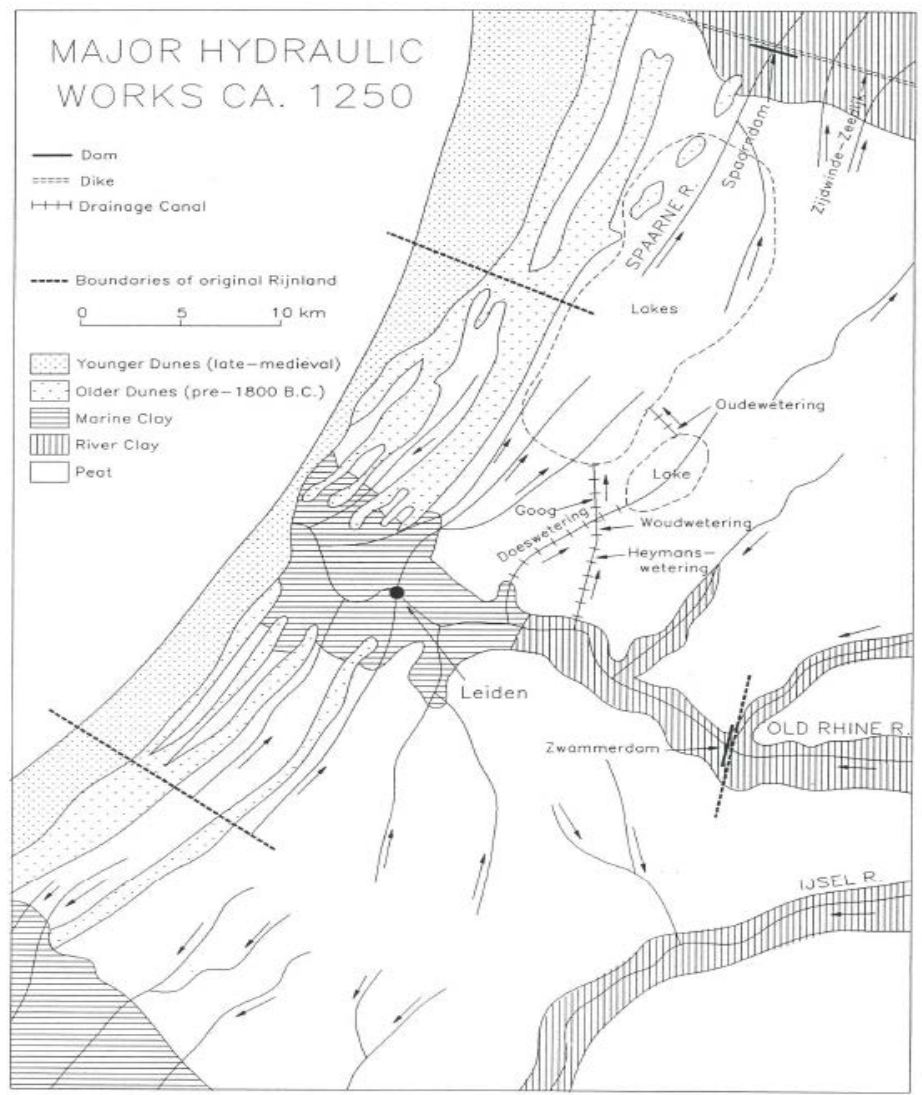 MAJOR HYDRAULIC
WORKS CA. 1250
Dam
Dike
Drainage Canal
Boundaries of original Rijnland
0 5 10 km
Younger Dunes (late-medieval)
Older Dunes (pre-1800 B.C.)
Marine Clay
River Clay
Peat
Spaarndam
Zijdwinde-Zeedijk
SPAARNE R.
Lakes
Oudewetering
Lake
Goog
Doeswetering
Woudwetering
Heymans-
wetering
Leiden
OLD RHINE R.
Zwammerdam
IJSEL R.